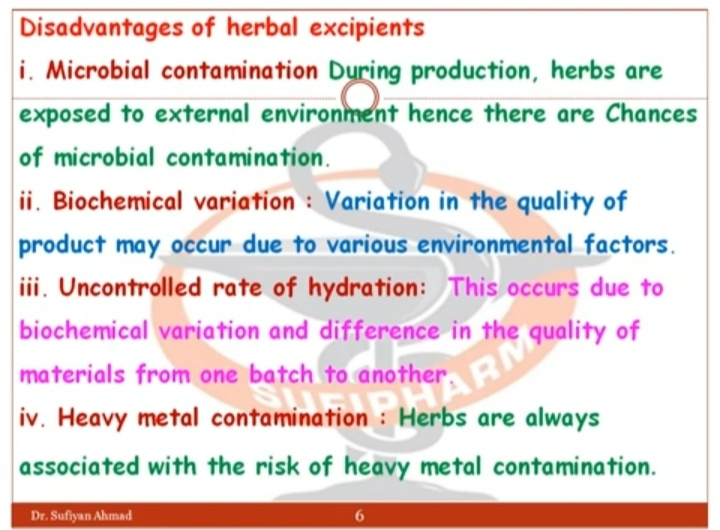 Disadvantages of herbal excipients
i. Microbial contamination During production, herbs are
exposed to external environment hence there are Chances
of microbial contamination.
ii. Biochemical variation : Variation in the quality of
product may occur due to various environmental factors.
iii. Uncontrolled rate of hydration: This occurs due to
biochemical variation and difference in the quality of
materials from one batch to another.
SUFIPHARM
iv. Heavy metal contamination : Herbs are always
associated with the risk of heavy metal contamination.
Dr. Sufiyan Ahmad
6